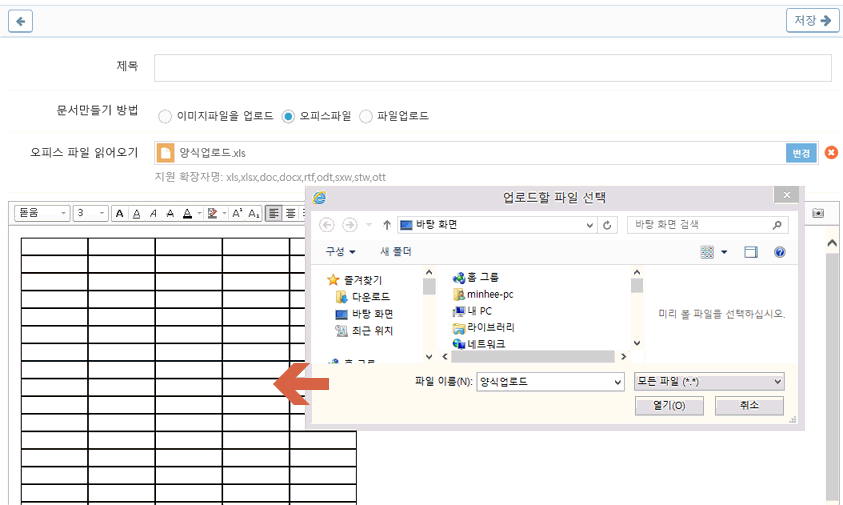 저장
제목
문서만들기 방법
이미지파일을 업로드 오피스파일 파일업로드
오피스 파일 읽어오기 양식업로드.xls 변경
지원 확장자명: xls,xlsx,doc,docx,rtf,odt,sxw,stw,ott
업로드할 파일 선택
돋움 3 A A A A A A¹ A₁
바탕 화면 바탕 화면 검색
구성 새 폴더
즐겨찾기
다운로드
바탕 화면
최근 위치
홈 그룹
홈 그룹
minhee-pc
내 PC
라이브러리
네트워크
미리 볼 파일을 선택하십시오.
파일 이름(N): 양식업로드 모든 파일 (*.*)
열기(O) 취소